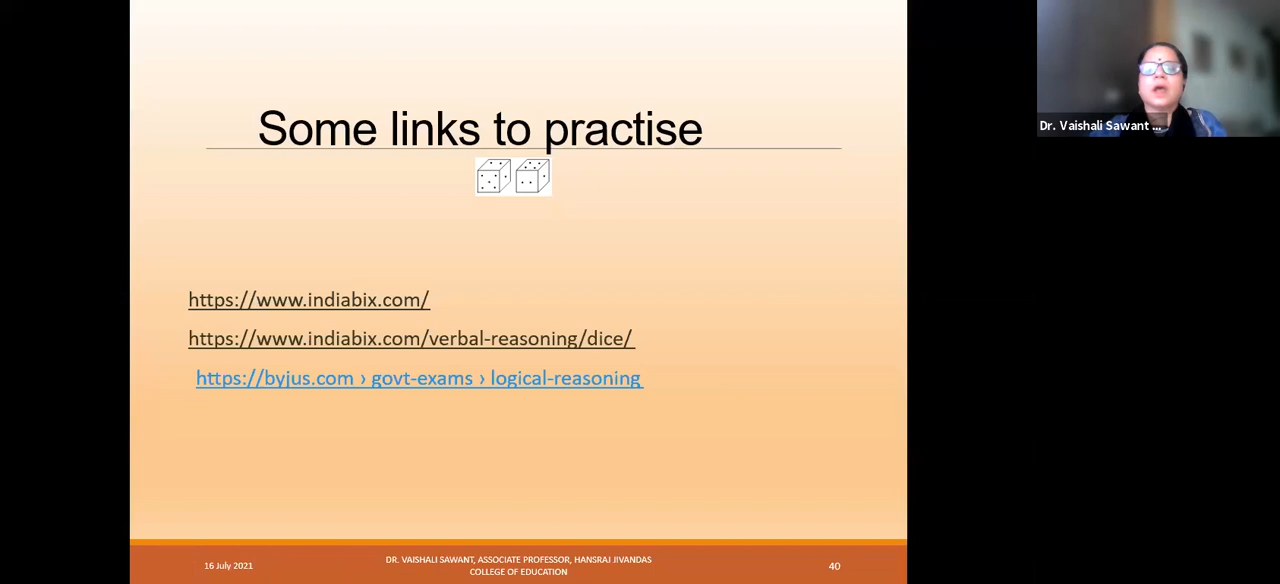 Some links to practise
https://www.indiabix.com/
https://www.indiabix.com/verbal-reasoning/dice/
https://byjus.com › govt-exams › logical-reasoning
16 July 2021
DR. VAISHALI SAWANT, ASSOCIATE PROFESSOR, HANSRAJ JIVANDAS
COLLEGE OF EDUCATION
40
Dr. Vaishali Sawant ...